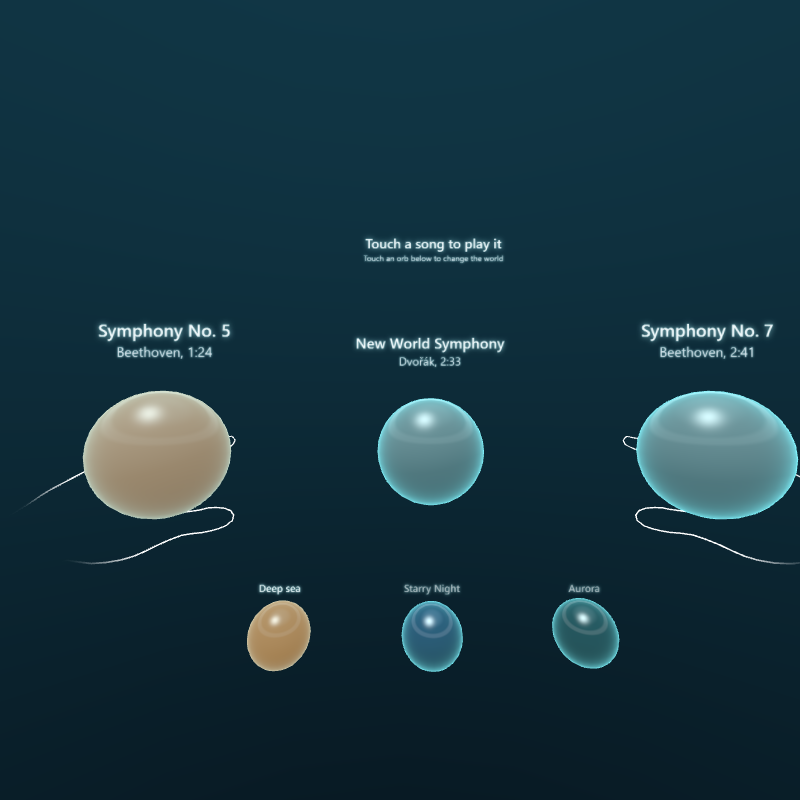 Touch a song to play it
Touch an orb below to change the world
Symphony No. 5
Beethoven, 1:24
New World Symphony
Dvořák, 2:33
Symphony No. 7
Beethoven, 2:41
Deep sea
Starry Night
Aurora